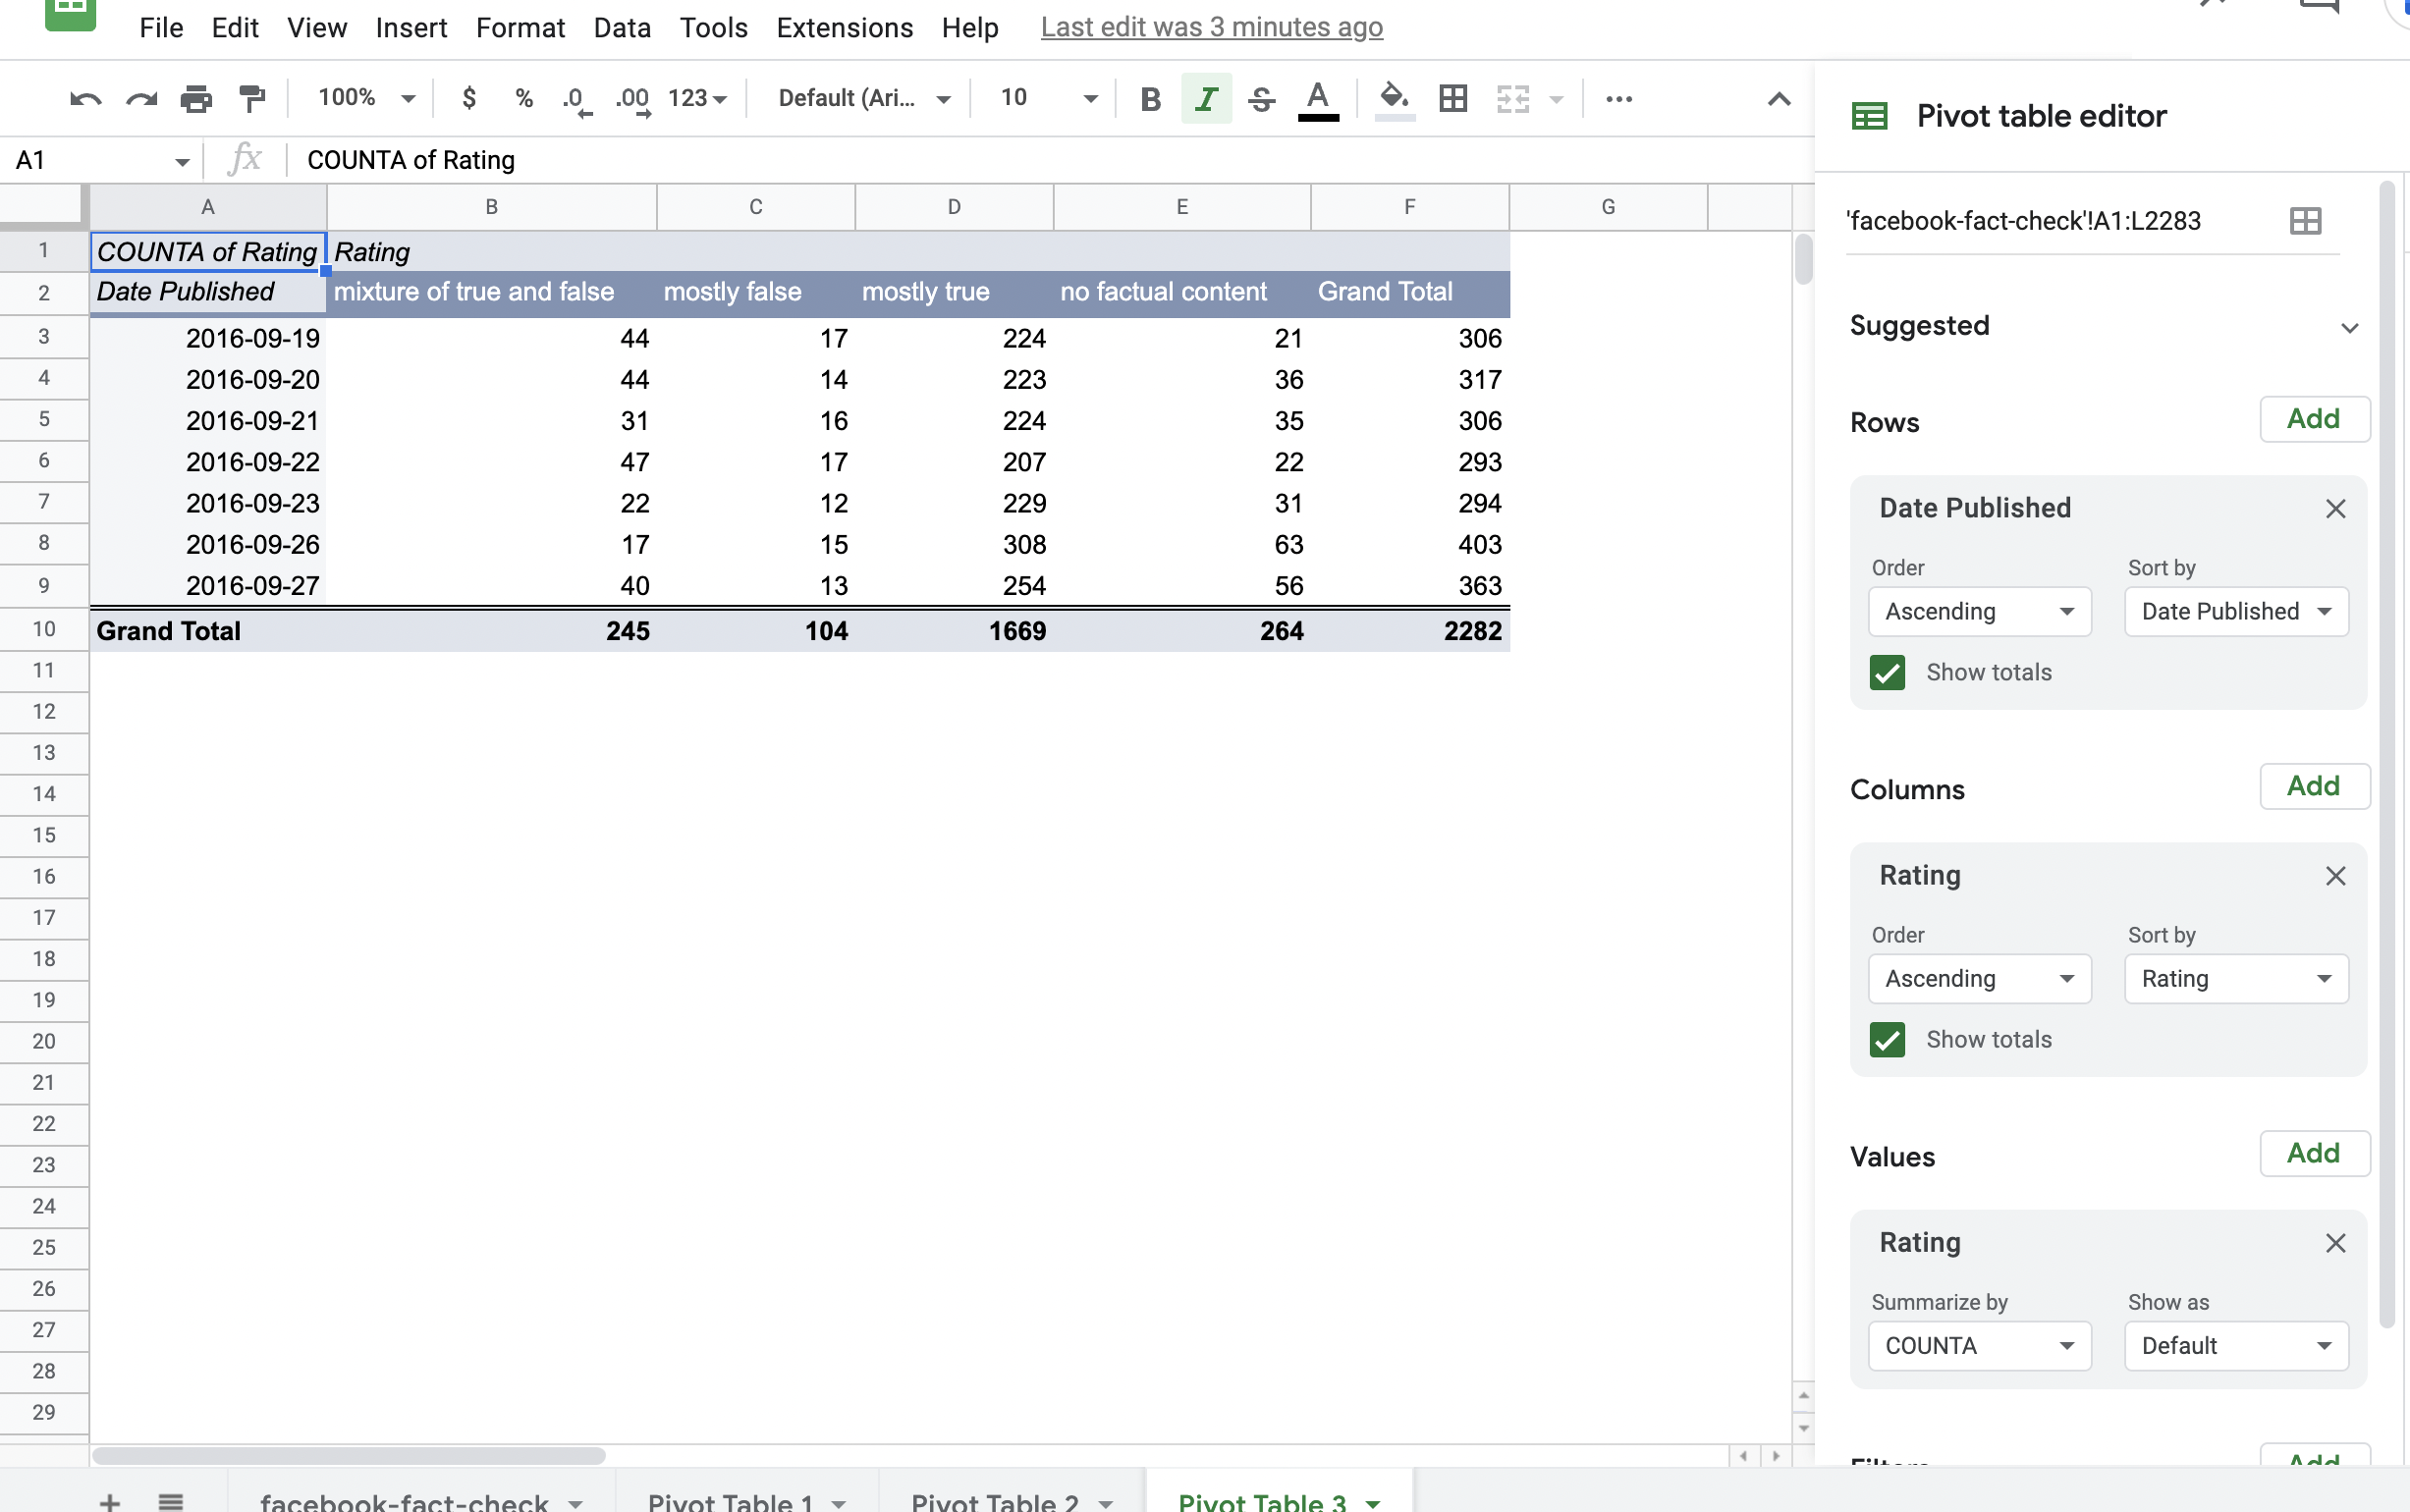 File Edit View Insert Format Data Tools Extensions Help Last edit was 3 minutes ago
100% $ % .0 .00 123 Default (Ari... 10 B I S A
Pivot table editor
A1 fx COUNTA of Rating
A B C D E F G
'facebook-fact-check'!A1:L2283
1 COUNTA of Rating Rating
2 Date Published mixture of true and false mostly false mostly true no factual content Grand Total
3 2016-09-19 44 17 224 21 306
4 2016-09-20 44 14 223 36 317
5 2016-09-21 31 16 224 35 306
6 2016-09-22 47 17 207 22 293
7 2016-09-23 22 12 229 31 294
8 2016-09-26 17 15 308 63 403
9 2016-09-27 40 13 254 56 363
10 Grand Total 245 104 1669 264 2282
11
12
13
14
15
16
17
18
19
20
21
22
23
24
25
26
27
28
29
Suggested
Rows Add
Date Published
Order Sort by
Ascending Date Published
Show totals
Columns Add
Rating
Order Sort by
Ascending Rating
Show totals
Values Add
Rating
Summarize by Show as
COUNTA Default
Filters Add
facebook-fact-check Pivot Table 1 Pivot Table 2 Pivot Table 3